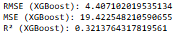 RMSE (XGBoost): 4.407102019535134
MSE (XGBoost): 19.422548210590655
R² (XGBoost): 0.3213764317819561